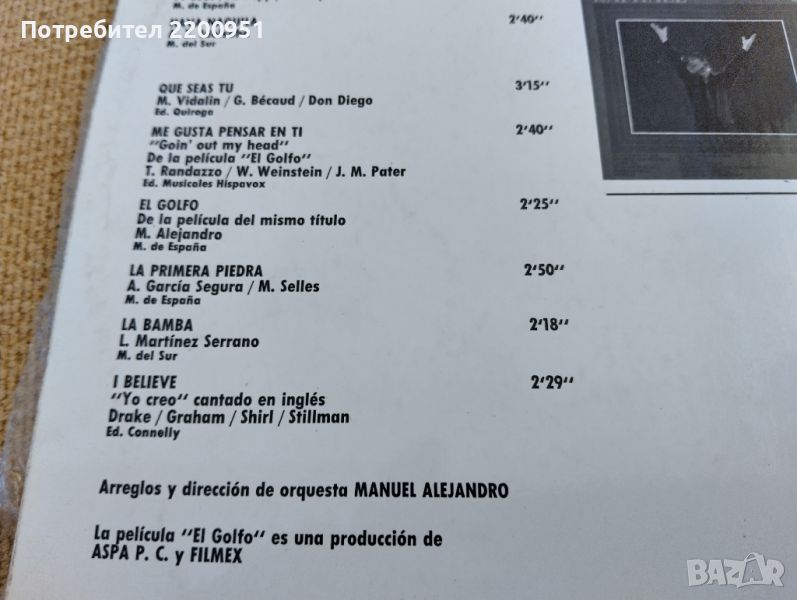 M. de España
2'40''
M. del Sur
QUE SEAS TU 3'15''
M. Vidalin / G. Bécaud / Don Diego
Ed. Quiroga
ME GUSTA PENSAR EN TI 2'40''
"Goin' out my head"
De la película "El Golfo"
T. Randazzo / W. Weinstein / J. M. Pater
Ed. Musicales Hispavox
EL GOLFO 2'25''
De la película del mismo título
M. Alejandro
M. de España
LA PRIMERA PIEDRA 2'50''
A. García Segura / M. Selles
M. de España
LA BAMBA 2'18''
L. Martínez Serrano
M. del Sur
I BELIEVE 2'29''
"Yo creo" cantado en inglés
Drake / Graham / Shirl / Stillman
Ed. Connelly
Arreglos y dirección de orquesta MANUEL ALEJANDRO
La película "El Golfo" es una producción de
ASPA P. C. y FILMEX
Потребител 2200951
BAZAR